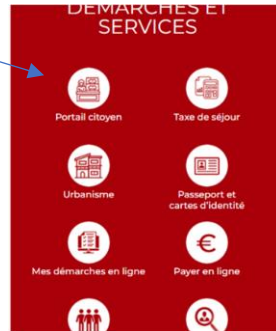 DÉMARCHES ET
SERVICES
Portail citoyen
Taxe de séjour
Urbanisme
Passeport et
cartes d'identité
Mes démarches en ligne
Payer en ligne
€